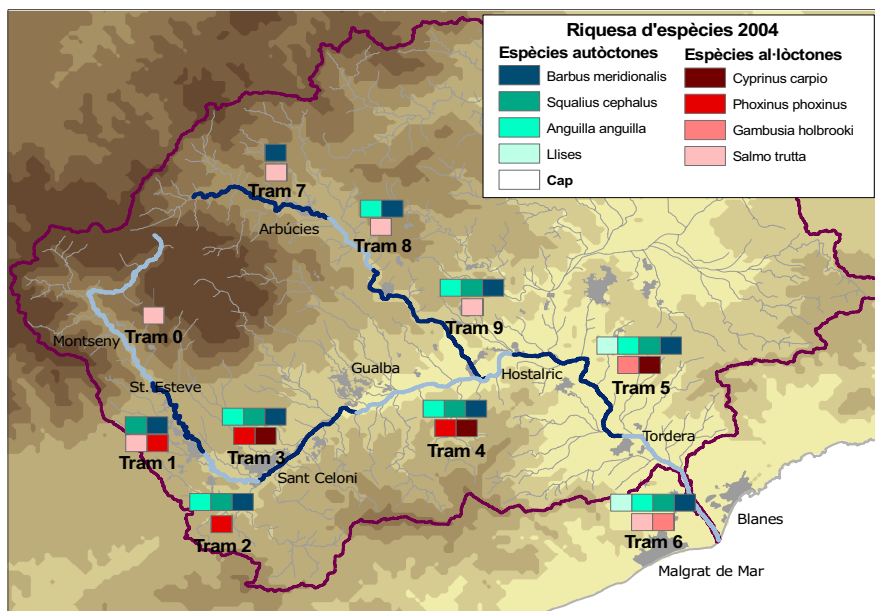 Riquesa d'espècies 2004
Espècies autòctones
Barbus meridionalis
Squalius cephalus
Anguilla anguilla
Llises
Cap
Espècies al·lòctones
Cyprinus carpio
Phoxinus phoxinus
Gambusia holbrooki
Salmo trutta
Tram 7
Arbúcies
Tram 8
Tram 0
Montseny
Tram 9
St. Esteve
Gualba
Hostalric
Tram 5
Tram 1
Tram 3
Tram 4
Tordera
Sant Celoni
Tram 2
Blanes
Tram 6
Malgrat de Mar